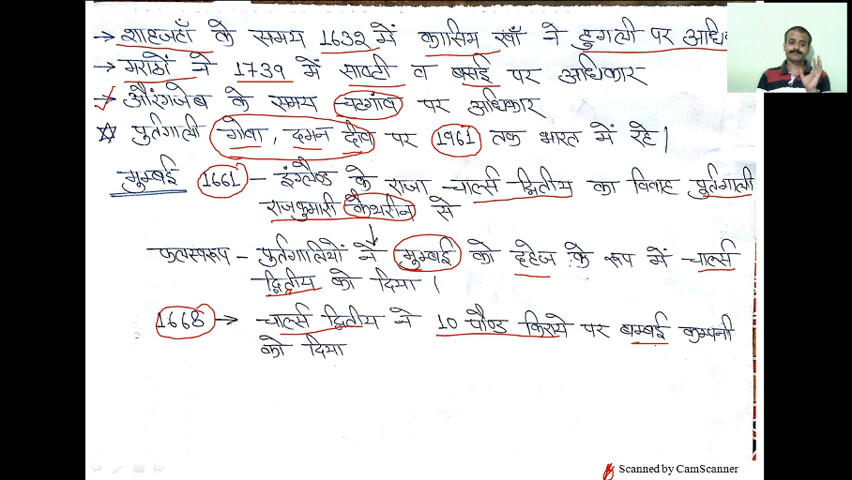 → शाहजहाँ के समय 1632 में कासिम खाँ ने हुगली पर अधि
→ मराठों ने 1739 में साल्टी व बसई पर अधिकार
→ औरंगजेब के समय चटगांव पर अधिकार
☆ पुर्तगाली गोवा, दमन दीव पर 1961 तक भारत में रहे।
मुम्बई 1661 - इंग्लैण्ड के राजा चार्ल्स द्वितीय का विवाह पुर्तगाली
राजकुमारी कैथरीन से
फलस्वरूप - पुर्तगालियों ने मुम्बई को दहेज के रूप में चार्ल्स
द्वितीय को दिया।
1668 → चार्ल्स द्वितीय ने 10 पौण्ड किराये पर बम्बई कम्पनी
को दिया
Scanned by CamScanner